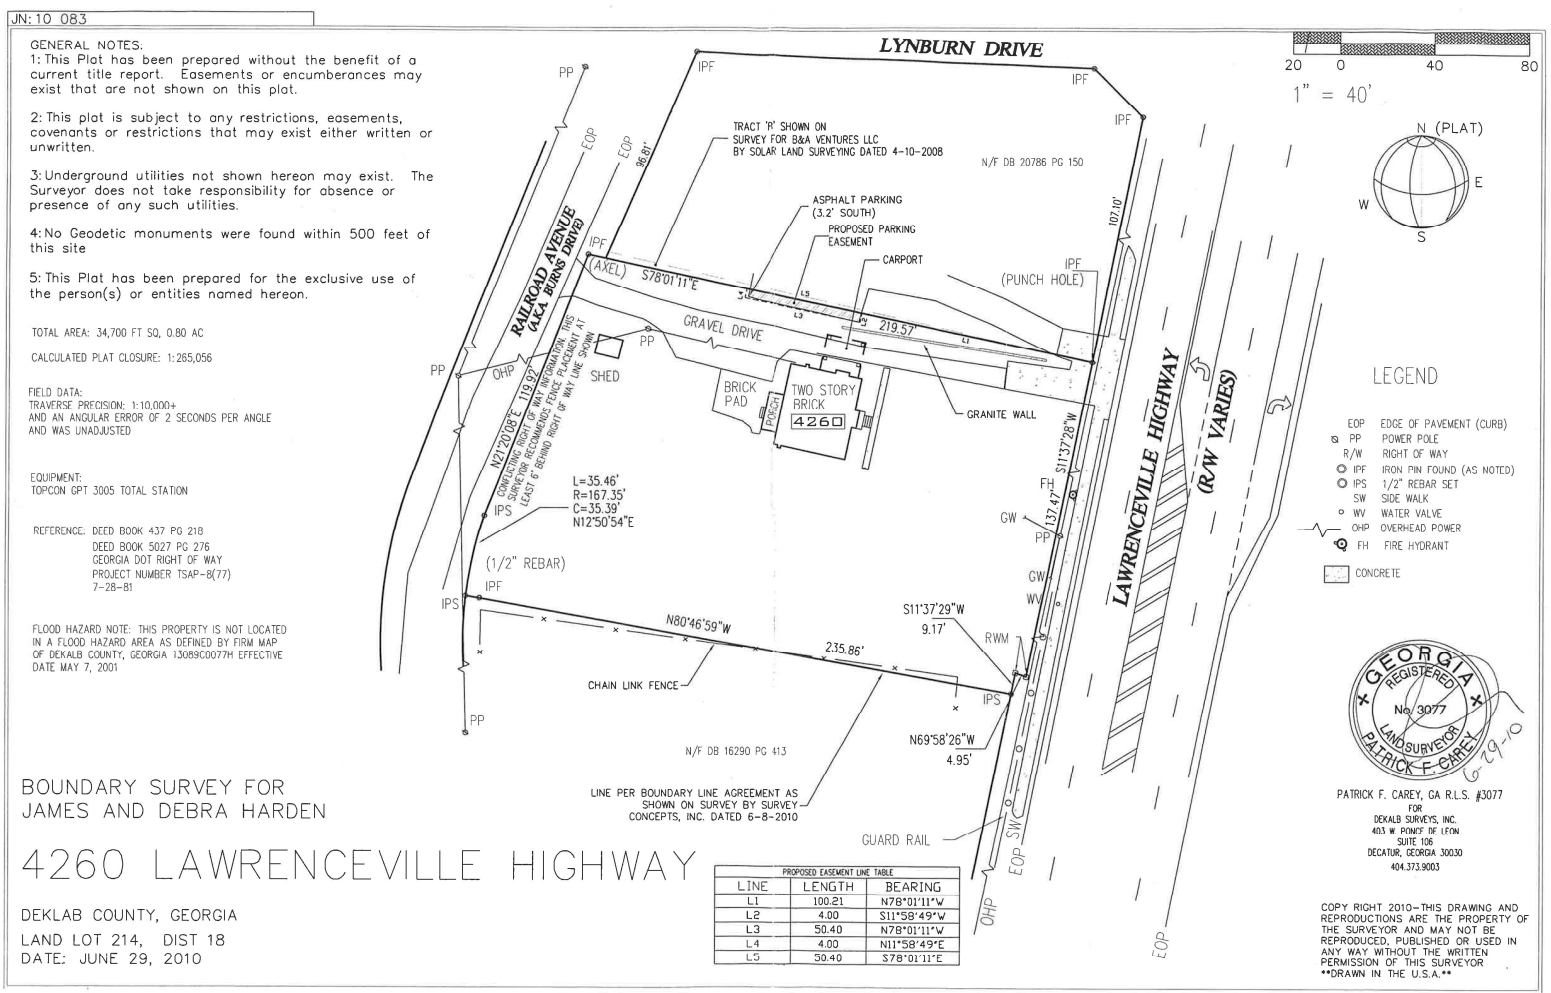 JN: 10 083
GENERAL NOTES:
1: This Plat has been prepared without the benefit of a
current title report. Easements or encumberances may
exist that are not shown on this plat.
2: This plat is subject to any restrictions, easements,
covenants or restrictions that may exist either written or
unwritten.
3: Underground utilities not shown hereon may exist. The
Surveyor does not take responsibility for absence or
presence of any such utilities.
4: No Geodetic monuments were found within 500 feet of
this site
5: This Plat has been prepared for the exclusive use of
the person(s) or entities named hereon.
TOTAL AREA: 34,700 FT SQ, 0.80 AC
CALCULATED PLAT CLOSURE: 1:265,056
FIELD DATA:
TRAVERSE PRECISION: 1:10,000+
AND AN ANGULAR ERROR OF 2 SECONDS PER ANGLE
AND WAS UNADJUSTED
EQUIPMENT:
TOPCON GPT 3005 TOTAL STATION
REFERENCE: DEED BOOK 437 PG 218
DEED BOOK 5027 PG 276
GEORGIA DOT RIGHT OF WAY
PROJECT NUMBER TSAP-8(77)
7-28-81
FLOOD HAZARD NOTE: THIS PROPERTY IS NOT LOCATED
IN A FLOOD HAZARD AREA AS DEFINED BY FIRM MAP
OF DEKALB COUNTY, GEORGIA 13089C0077H EFFECTIVE
DATE MAY 7, 2001
BOUNDARY SURVEY FOR
JAMES AND DEBRA HARDEN
4260 LAWRENCEVILLE HIGHWAY
DEKLAB COUNTY, GEORGIA
LAND LOT 214, DIST 18
DATE: JUNE 29, 2010
LYNBURN DRIVE
PP
IPF
IPF
IPF
EOP
EOP
96.81'
TRACT 'R' SHOWN ON
SURVEY FOR B&A VENTURES LLC
BY SOLAR LAND SURVEYING DATED 4-10-2008
N/F DB 20786 PG 150
ASPHALT PARKING
(3.2' SOUTH)
PROPOSED PARKING
EASEMENT
CARPORT
107.10'
IPF
(PUNCH HOLE)
RAILROAD AVENUE
(A.K.A. BURNS DRIVE)
IPF
(AXEL)
S78°01'11"E
L5
L3
L2
219.57'
L1
GRAVEL DRIVE
PP
SHED
PP
OHP
N21°20'08"E 119.92'
CONFLICTING RIGHT OF WAY INFORMATION. THIS
SURVEYOR RECOMMENDS FENCE PLACEMENT AT
LEAST 6" BEHIND RIGHT OF WAY LINE SHOWN
BRICK
PAD
PORCH
TWO STORY
BRICK
4260
GRANITE WALL
S11°37'28"W
137.47'
LAWRENCEVILLE HIGHWAY
(R/W VARIES)
L=35.46'
R=167.35'
C=35.39'
N12°50'54"E
IPS
(1/2" REBAR)
IPF
IPS
FH
GW
PP
GW
WV
RWM
N80°46'59"W
235.86'
S11°37'29"W
9.17'
CHAIN LINK FENCE
IPS
N69°58'26"W
4.95'
PP
N/F DB 16290 PG 413
LINE PER BOUNDARY LINE AGREEMENT AS
SHOWN ON SURVEY BY SURVEY
CONCEPTS, INC. DATED 6-8-2010
GUARD RAIL
EOP
SW
OHP
EOP
PROPOSED EASEMENT LINE TABLE
LINE LENGTH BEARING
L1 100.21 N78°01'11"W
L2 4.00 S11°58'49"W
L3 50.40 N78°01'11"W
L4 4.00 N11°58'49"E
L5 50.40 S78°01'11"E
20 0 40 80
1" = 40'
N (PLAT)
E
W
S
LEGEND
EOP EDGE OF PAVEMENT (CURB)
PP POWER POLE
R/W RIGHT OF WAY
IPF IRON PIN FOUND (AS NOTED)
IPS 1/2" REBAR SET
SW SIDE WALK
WV WATER VALVE
OHP OVERHEAD POWER
FH FIRE HYDRANT
CONCRETE
GEORGIA
REGISTERED
No. 3077
LAND SURVEYOR
PATRICK F. CAREY
6-29-10
PATRICK F. CAREY, GA R.L.S. #3077
FOR
DEKALB SURVEYS, INC.
403 W. PONCE DE LEON
SUITE 106
DECATUR, GEORGIA 30030
404.373.9003
COPY RIGHT 2010-THIS DRAWING AND
REPRODUCTIONS ARE THE PROPERTY OF
THE SURVEYOR AND MAY NOT BE
REPRODUCED, PUBLISHED OR USED IN
ANY WAY WITHOUT THE WRITTEN
PERMISSION OF THIS SURVEYOR
**DRAWN IN THE U.S.A.**